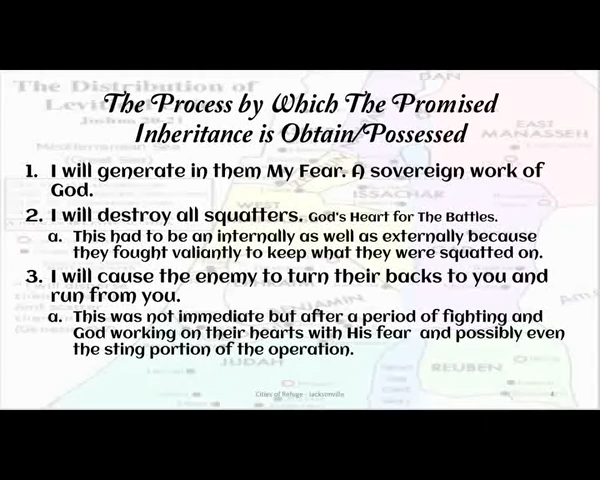 The Distribution of
Joshua 20-21
Mediterranean Sea
DAN
EAST
MANASSEH
WEST
ISSACHAR
EPHRAIM
BENJAMIN
JUDAH
REUBEN
The Process by Which The Promised
Inheritance is Obtain/Possessed
1. I will generate in them My Fear. A sovereign work of
God.
2. I will destroy all squatters. God's Heart for The Battles.
a. This had to be an internally as well as externally because
they fought valiantly to keep what they were squatted on.
3. I will cause the enemy to turn their backs to you and
run from you.
a. This was not immediate but after a period of fighting and
God working on their hearts with His fear and possibly even
the sting portion of the operation.
Cities of Refuge - Jacksonville
4